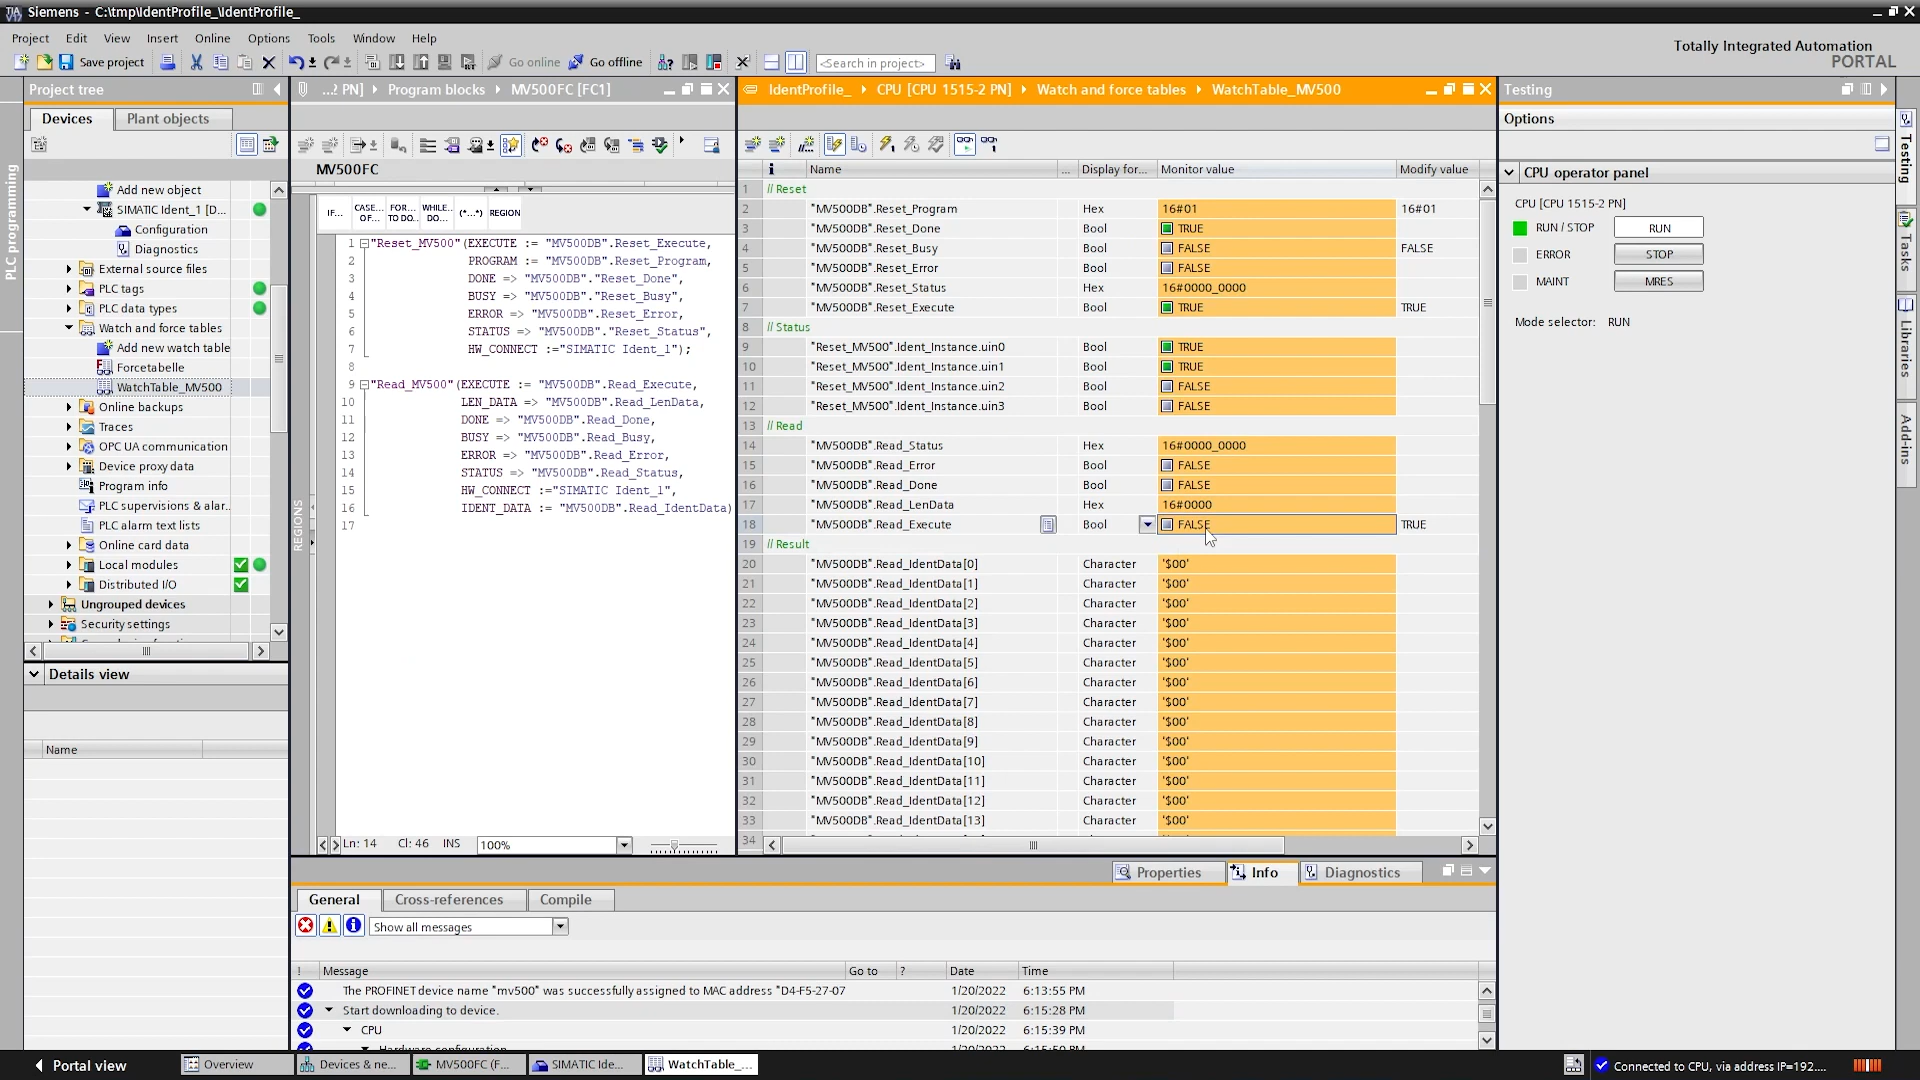 Siemens - C:\tmp\IdentProfile_\IdentProfile_
Project Edit View Insert Online Options Tools Window Help
Totally Integrated Automation
PORTAL
Save project
Go online
Go offline
<Search in project>
Project tree
Devices
Plant objects
PLC programming
Add new object
SIMATIC Ident_1 [D...
Configuration
Diagnostics
External source files
PLC tags
PLC data types
Watch and force tables
Add new watch table
Forcetabelle
WatchTable_MV500
Online backups
Traces
OPC UA communication
Device proxy data
Program info
PLC supervisions & alar..
PLC alarm text lists
Online card data
Local modules
Distributed I/O
Ungrouped devices
Security settings
Details view
Name
...2 PN] Program blocks MV500FC [FC1]
MV500FC
IF... CASE... OF... FOR... TO DO.. WHILE.. DO... (*...*) REGION
REGIONS
1 "Reset_MV500"(EXECUTE := "MV500DB".Reset_Execute,
2 PROGRAM := "MV500DB".Reset_Program,
3 DONE => "MV500DB"."Reset_Done",
4 BUSY => "MV500DB"."Reset_Busy",
5 ERROR => "MV500DB".Reset_Error,
6 STATUS => "MV500DB"."Reset_Status",
7 HW_CONNECT :="SIMATIC Ident_1");
8
9 "Read_MV500"(EXECUTE := "MV500DB".Read_Execute,
10 LEN_DATA => "MV500DB".Read_LenData,
11 DONE => "MV500DB".Read_Done,
12 BUSY => "MV500DB".Read_Busy,
13 ERROR => "MV500DB".Read_Error,
14 STATUS => "MV500DB".Read_Status,
15 HW_CONNECT :="SIMATIC Ident_1",
16 IDENT_DATA := "MV500DB".Read_IdentData)
17
Ln: 14 Cl: 46 INS 100%
IdentProfile_ CPU [CPU 1515-2 PN] Watch and force tables WatchTable_MV500
i Name ... Display for... Monitor value Modify value
1 // Reset
2 "MV500DB".Reset_Program Hex 16#01 16#01
3 "MV500DB".Reset_Done Bool TRUE
4 "MV500DB".Reset_Busy Bool FALSE FALSE
5 "MV500DB".Reset_Error Bool FALSE
6 "MV500DB".Reset_Status Hex 16#0000_0000
7 "MV500DB".Reset_Execute Bool TRUE TRUE
8 // Status
9 "Reset_MV500".Ident_Instance.uin0 Bool TRUE
10 "Reset_MV500".Ident_Instance.uin1 Bool TRUE
11 "Reset_MV500".Ident_Instance.uin2 Bool FALSE
12 "Reset_MV500".Ident_Instance.uin3 Bool FALSE
13 // Read
14 "MV500DB".Read_Status Hex 16#0000_0000
15 "MV500DB".Read_Error Bool FALSE
16 "MV500DB".Read_Done Bool FALSE
17 "MV500DB".Read_LenData Hex 16#0000
18 "MV500DB".Read_Execute Bool FALSE TRUE
19 // Result
20 "MV500DB".Read_IdentData[0] Character '$00'
21 "MV500DB".Read_IdentData[1] Character '$00'
22 "MV500DB".Read_IdentData[2] Character '$00'
23 "MV500DB".Read_IdentData[3] Character '$00'
24 "MV500DB".Read_IdentData[4] Character '$00'
25 "MV500DB".Read_IdentData[5] Character '$00'
26 "MV500DB".Read_IdentData[6] Character '$00'
27 "MV500DB".Read_IdentData[7] Character '$00'
28 "MV500DB".Read_IdentData[8] Character '$00'
29 "MV500DB".Read_IdentData[9] Character '$00'
30 "MV500DB".Read_IdentData[10] Character '$00'
31 "MV500DB".Read_IdentData[11] Character '$00'
32 "MV500DB".Read_IdentData[12] Character '$00'
33 "MV500DB".Read_IdentData[13] Character '$00'
34
Testing
Options
CPU operator panel
CPU [CPU 1515-2 PN]
RUN / STOP RUN
ERROR STOP
MAINT MRES
Mode selector: RUN
Testing
Tasks
Libraries
Add-ins
Properties Info Diagnostics
General Cross-references Compile
Show all messages
! Message Go to ? Date Time
The PROFINET device name "mv500" was successfully assigned to MAC address "D4-F5-27-07 1/20/2022 6:13:55 PM
Start downloading to device. 1/20/2022 6:15:28 PM
CPU 1/20/2022 6:15:39 PM
Hardware configuration 1/20/2022 6:15:50 PM
Portal view
Overview
Devices & ne...
MV500FC (F...
SIMATIC Ide...
WatchTable_...
Connected to CPU, via address IP=192....